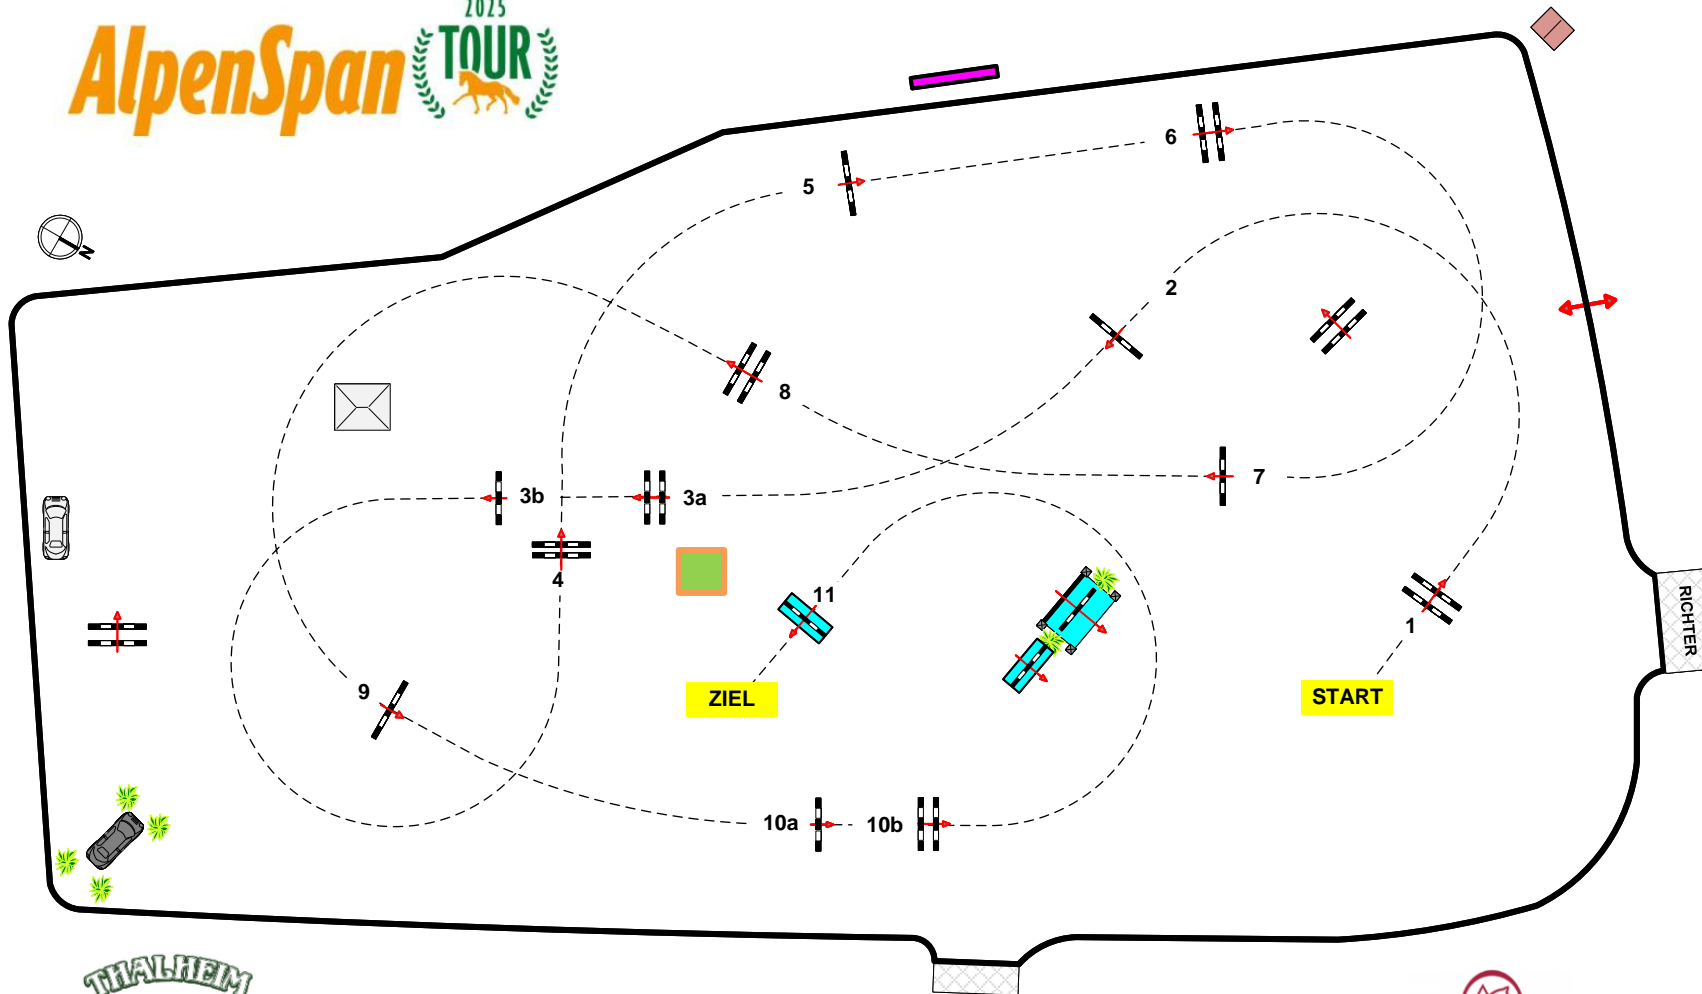 2025
AlpenSpan TOUR
6
5
N
2
8
3b
3a
7
4
11
1
RICHTER
9
ZIEL
START
10a
10b
THALHEIM